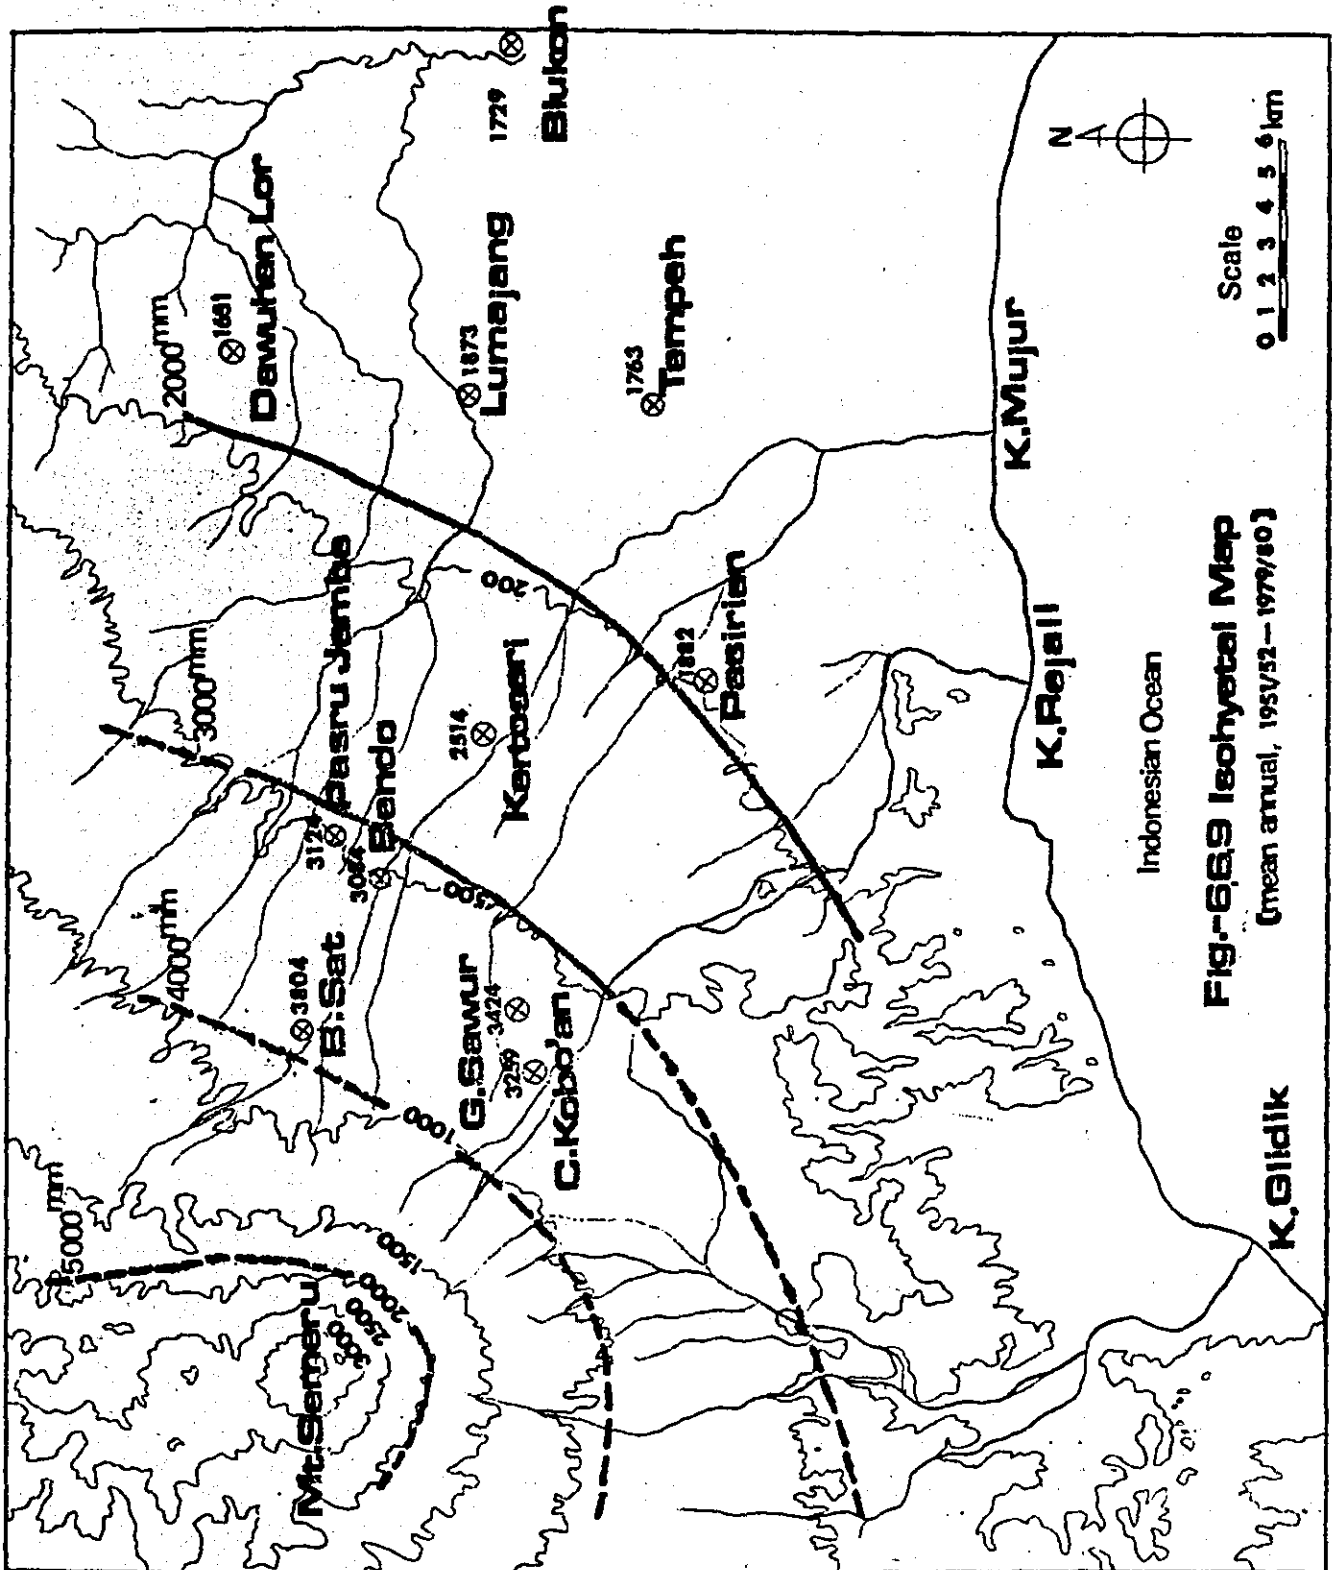 5000mm
4000mm
3000mm
2000mm
Mt.Semeru
3000
2500
2000
1500
1000
500
200
3804
B.Sat
3124
Pasru Jambe
Bendo
1681
Dawuhan Lor
G.Sawur
3424
3259
C.Kobo'an
2514
Kertosari
1873
Lumajang
1729
Blukon
1882
Pasirian
1763
Tempeh
K.Glidik
K.Rejali
K.Mujur
Indonesian Ocean
N
Scale
0 1 2 3 4 5 6 km
Fig.-6.6.9 Isohyetal Map
(mean annual, 1951/52–1979/80)